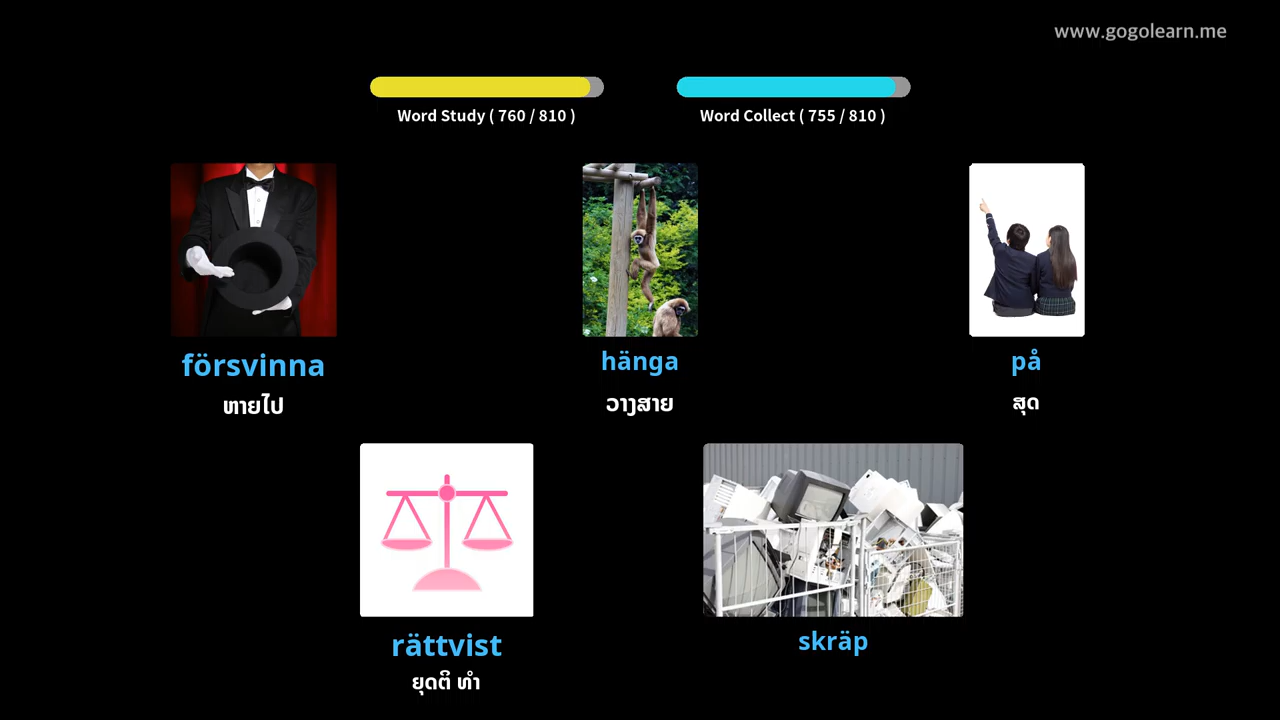 www.gogolearn.me
Word Study ( 760 / 810 )
Word Collect ( 755 / 810 )
försvinna
ຫາຍໄປ
hänga
ວາງສາຍ
på
ສຸດ
rättvist
ຍຸດຕິ ທໍາ
skräp